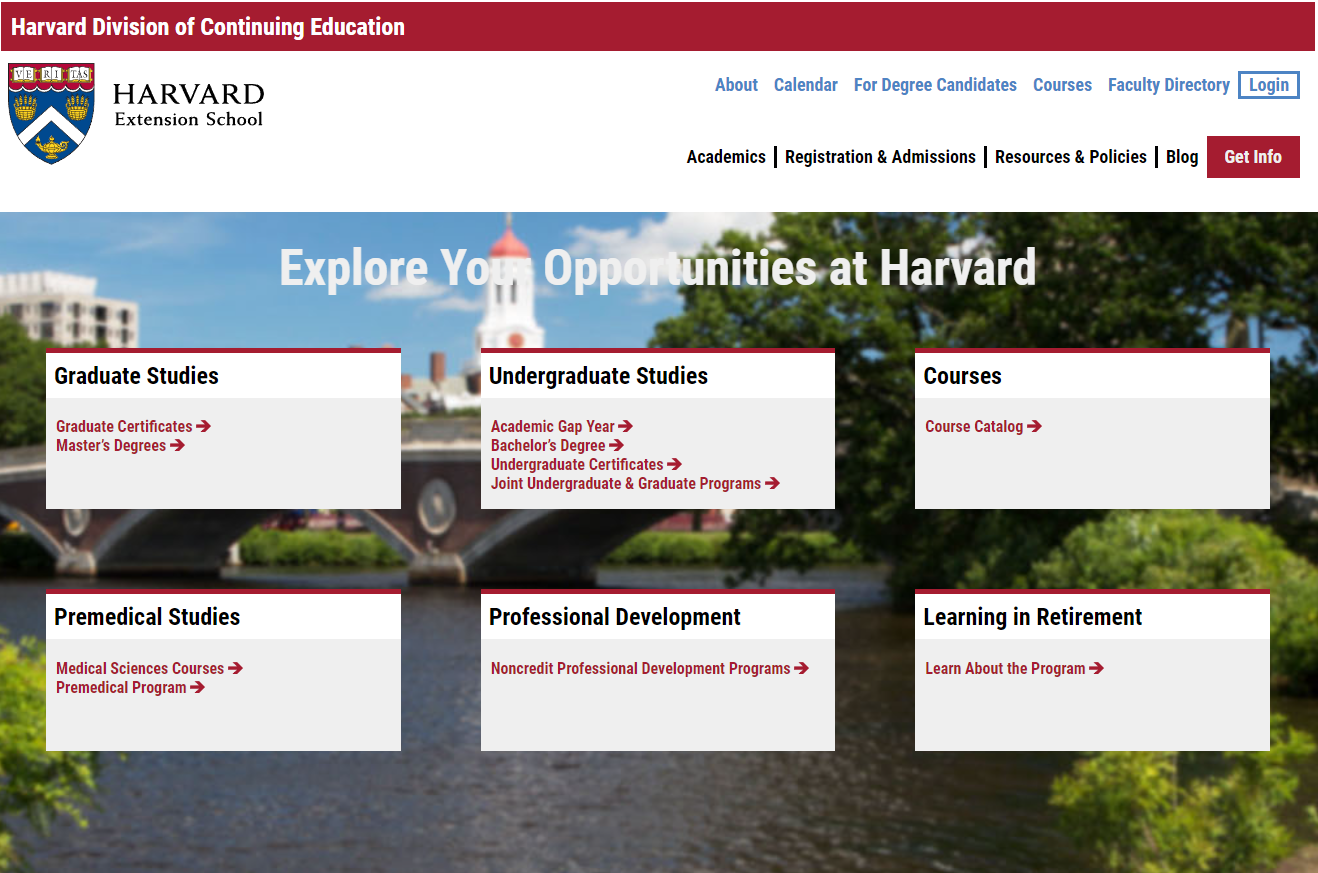 Harvard Division of Continuing Education
VE RI TAS
HARVARD
Extension School
About Calendar For Degree Candidates Courses Faculty Directory Login
Academics Registration & Admissions Resources & Policies Blog Get Info
Explore Your Opportunities at Harvard
Graduate Studies
Graduate Certificates
Master’s Degrees
Undergraduate Studies
Academic Gap Year
Bachelor’s Degree
Undergraduate Certificates
Joint Undergraduate & Graduate Programs
Courses
Course Catalog
Premedical Studies
Medical Sciences Courses
Premedical Program
Professional Development
Noncredit Professional Development Programs
Learning in Retirement
Learn About the Program